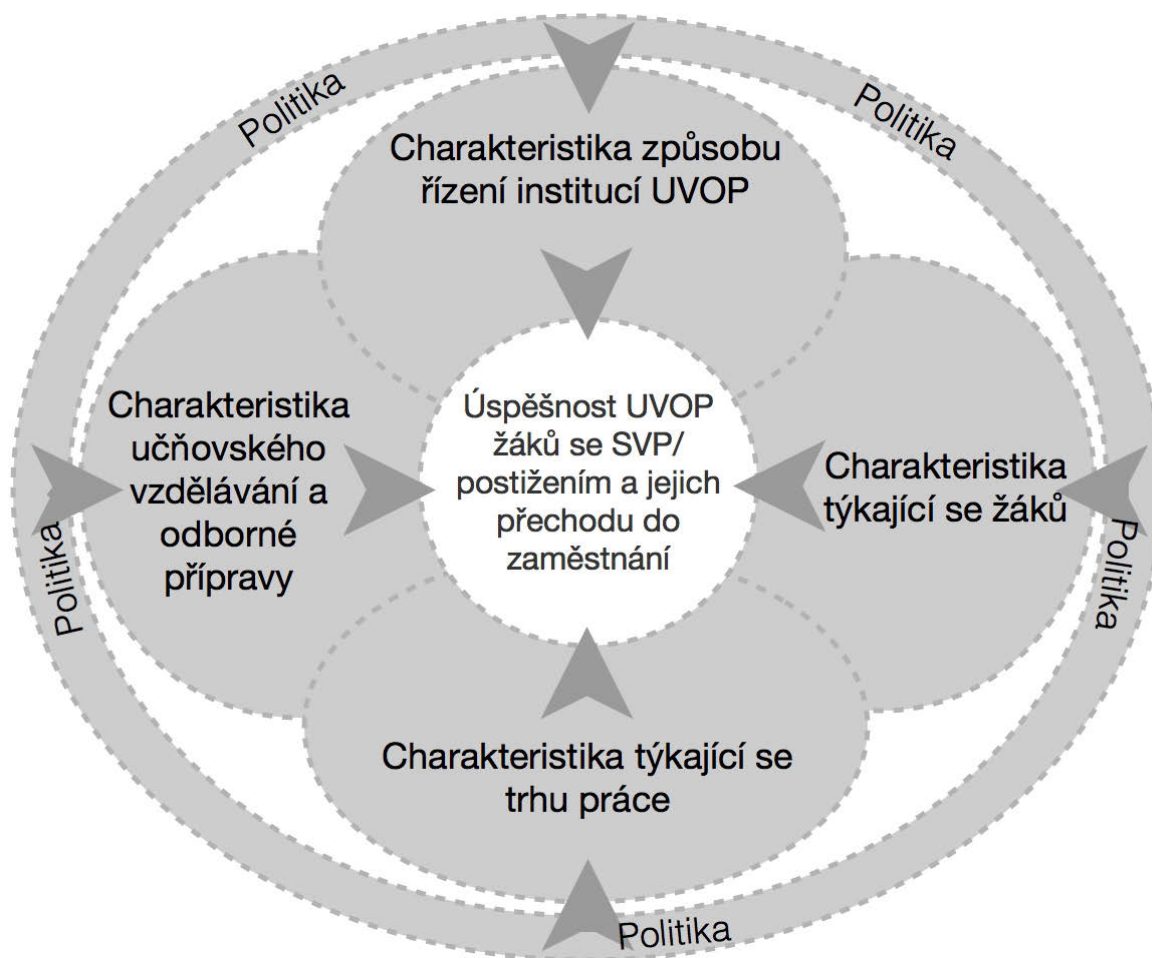 Politika
Politika
Charakteristika způsobu
řízení institucí UVOP
Charakteristika
učňovského
vzdělávání a
odborné
přípravy
Úspěšnost UVOP
žáků se SVP/
postižením a jejich
přechodu do
zaměstnání
Charakteristika
týkající se žáků
Politika
Politika
Charakteristika týkající se
trhu práce
Politika